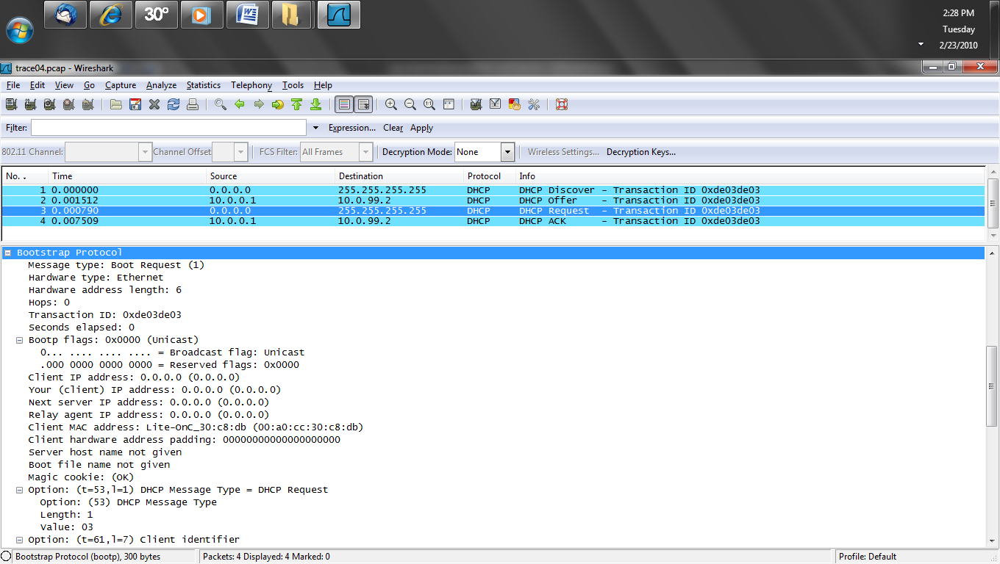 30°
2:28 PM
Tuesday
2/23/2010
trace04.pcap - Wireshark
File Edit View Go Capture Analyze Statistics Telephony Tools Help
Filter: Expression... Clear Apply
802.11 Channel: Channel Offset FCS Filter: All Frames Decryption Mode: None Wireless Settings... Decryption Keys...
No. . Time Source Destination Protocol Info
1 0.000000 0.0.0.0 255.255.255.255 DHCP DHCP Discover - Transaction ID 0xde03de03
2 0.001512 10.0.0.1 10.0.99.2 DHCP DHCP Offer - Transaction ID 0xde03de03
3 0.000790 0.0.0.0 255.255.255.255 DHCP DHCP Request - Transaction ID 0xde03de03
4 0.007509 10.0.0.1 10.0.99.2 DHCP DHCP ACK - Transaction ID 0xde03de03
Bootstrap Protocol
Message type: Boot Request (1)
Hardware type: Ethernet
Hardware address length: 6
Hops: 0
Transaction ID: 0xde03de03
Seconds elapsed: 0
Bootp flags: 0x0000 (Unicast)
0... .... .... .... = Broadcast flag: Unicast
.000 0000 0000 0000 = Reserved flags: 0x0000
Client IP address: 0.0.0.0 (0.0.0.0)
Your (client) IP address: 0.0.0.0 (0.0.0.0)
Next server IP address: 0.0.0.0 (0.0.0.0)
Relay agent IP address: 0.0.0.0 (0.0.0.0)
Client MAC address: Lite-OnC_30:c8:db (00:a0:cc:30:c8:db)
Client hardware address padding: 00000000000000000000
Server host name not given
Boot file name not given
Magic cookie: (OK)
Option: (t=53,l=1) DHCP Message Type = DHCP Request
Option: (53) DHCP Message Type
Length: 1
Value: 03
Option: (t=61,l=7) Client identifier
Bootstrap Protocol (bootp), 300 bytes Packets: 4 Displayed: 4 Marked: 0 Profile: Default